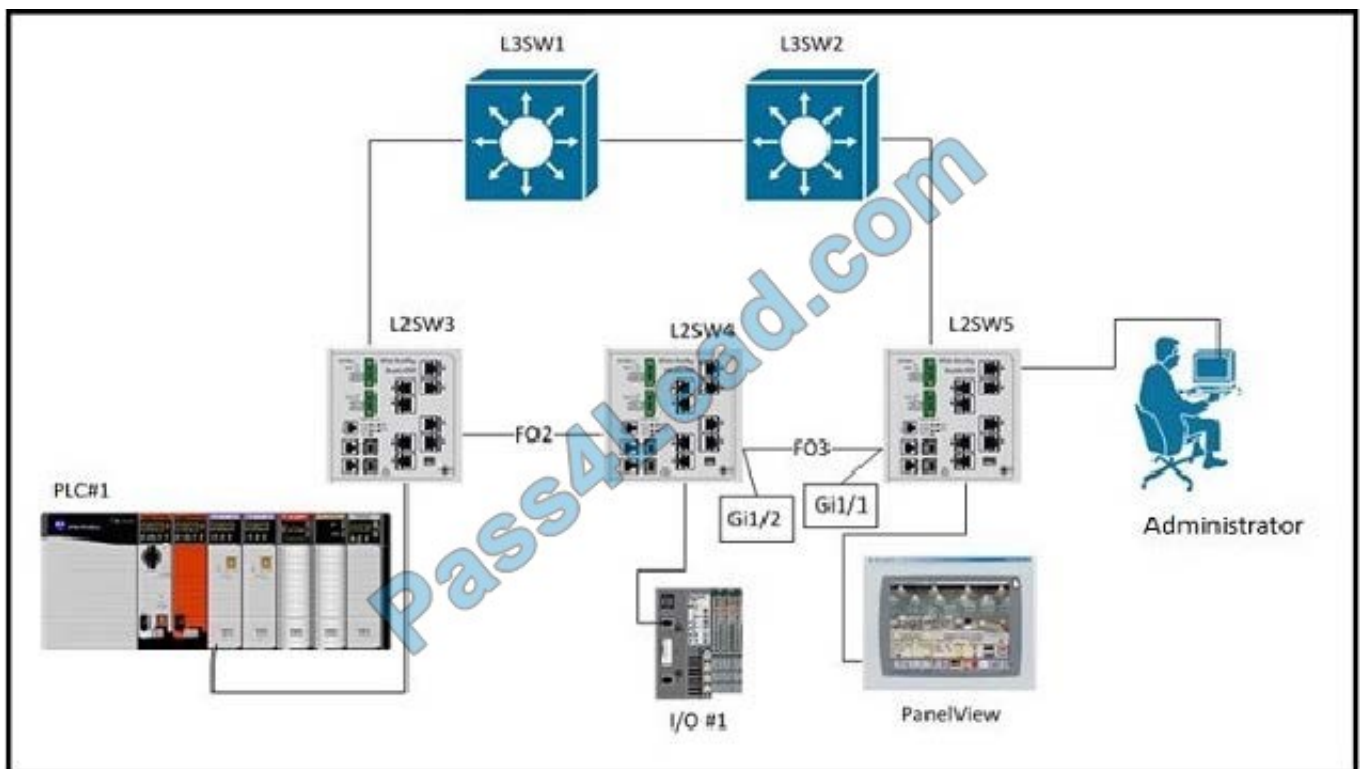 L3SW1
L3SW2
L2SW3
L2SW4
L2SW5
FO2
FO3
Gi1/2
Gi1/1
PLC#1
I/O #1
PanelView
Administrator
Pass4Lead.com